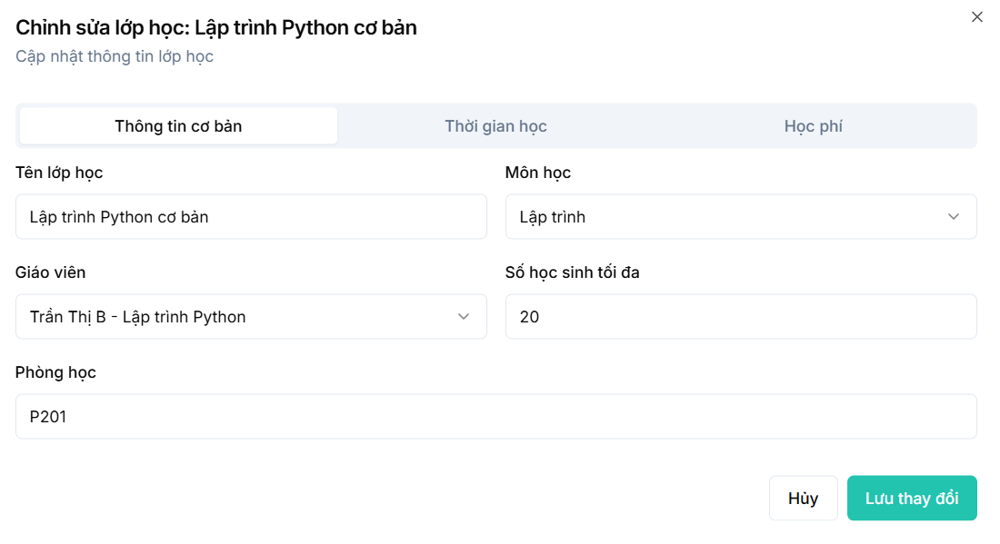 Chỉnh sửa lớp học: Lập trình Python cơ bản
Cập nhật thông tin lớp học
Thông tin cơ bản
Thời gian học
Học phí
Tên lớp học
Môn học
Lập trình Python cơ bản
Lập trình
Giáo viên
Số học sinh tối đa
Trần Thị B - Lập trình Python
20
Phòng học
P201
Hủy
Lưu thay đổi